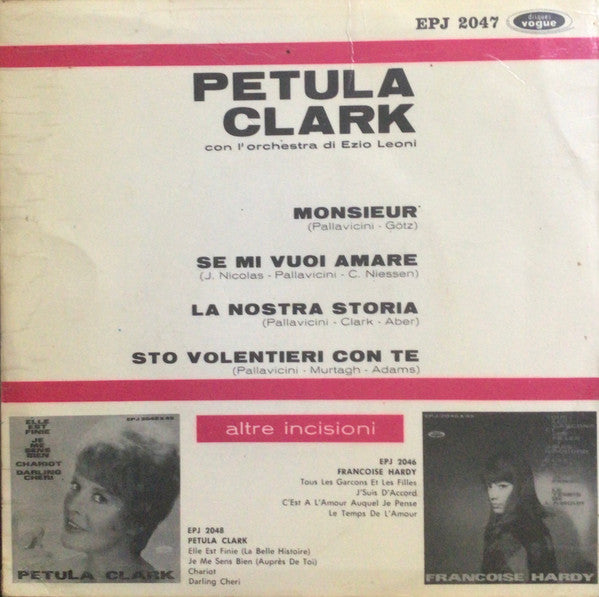 EPJ 2047 disques vogue
PETULA
CLARK
con l'orchestra di Ezio Leoni
MONSIEUR
(Pallavicini - Götz)
SE MI VUOI AMARE
(J. Nicolas - Pallavicini - C. Niessen)
LA NOSTRA STORIA
(Pallavicini - Clark - Aber)
STO VOLENTIERI CON TE
(Pallavicini - Murtagh - Adams)
altre incisioni
ELLE
EST
FINIE
JE
ME
SENS
BIEN
CHARIOT
DARLING
CHERI
PETULA CLARK
EPJ 2046
FRANCOISE HARDY
Tous Les Garcons Et Les Filles
J'Suis D'Accord
C'Est A L'Amour Auquel Je Pense
Le Temps De L'Amour
EPJ 2048
PETULA CLARK
Elle Est Finie (La Belle Histoire)
Je Me Sens Bien (Auprès De Toi)
Chariot
Darling Cheri
FRANCOISE HARDY